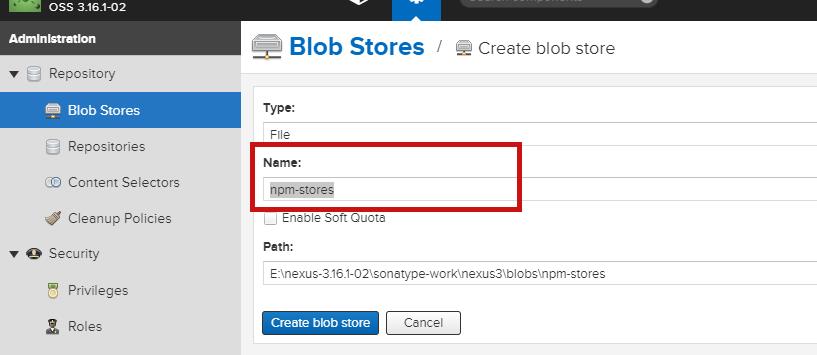 OSS 3.16.1-02
Search components
Administration
Repository
Blob Stores
Repositories
Content Selectors
Cleanup Policies
Security
Privileges
Roles
Blob Stores / Create blob store
Type:
File
Name:
npm-stores
Enable Soft Quota
Path:
E:\nexus-3.16.1-02\sonatype-work\nexus3\blobs\npm-stores
Create blob store
Cancel